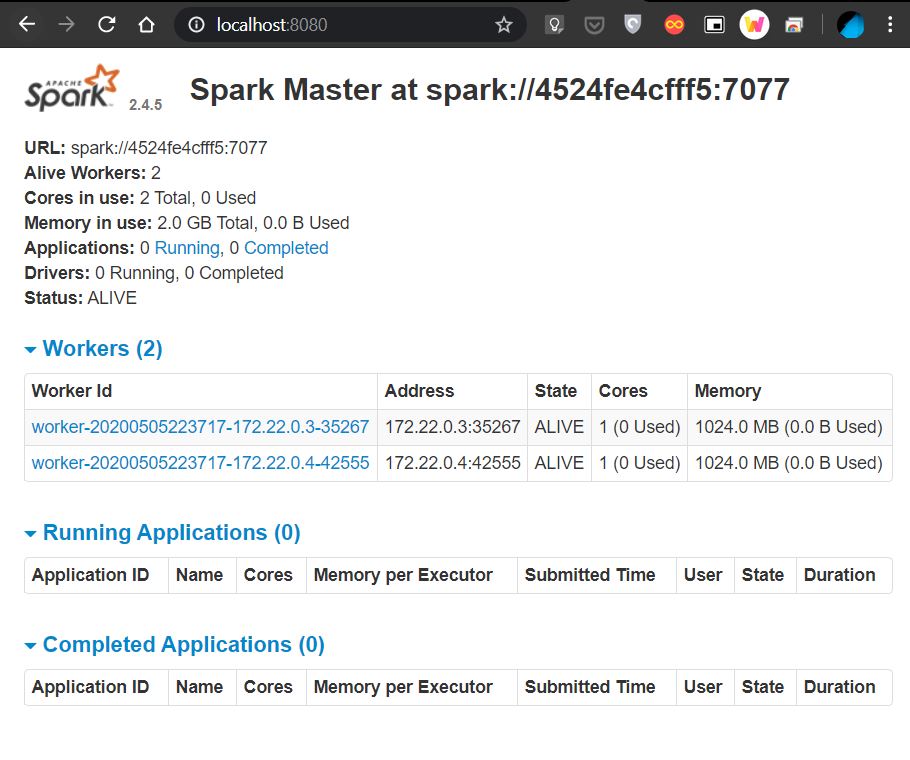 localhost:8080
APACHE
Spark 2.4.5
Spark Master at spark://4524fe4cfff5:7077
URL: spark://4524fe4cfff5:7077
Alive Workers: 2
Cores in use: 2 Total, 0 Used
Memory in use: 2.0 GB Total, 0.0 B Used
Applications: 0 Running, 0 Completed
Drivers: 0 Running, 0 Completed
Status: ALIVE
Workers (2)
Worker Id Address State Cores Memory
worker-20200505223717-172.22.0.3-35267 172.22.0.3:35267 ALIVE 1 (0 Used) 1024.0 MB (0.0 B Used)
worker-20200505223717-172.22.0.4-42555 172.22.0.4:42555 ALIVE 1 (0 Used) 1024.0 MB (0.0 B Used)
Running Applications (0)
Application ID Name Cores Memory per Executor Submitted Time User State Duration
Completed Applications (0)
Application ID Name Cores Memory per Executor Submitted Time User State Duration